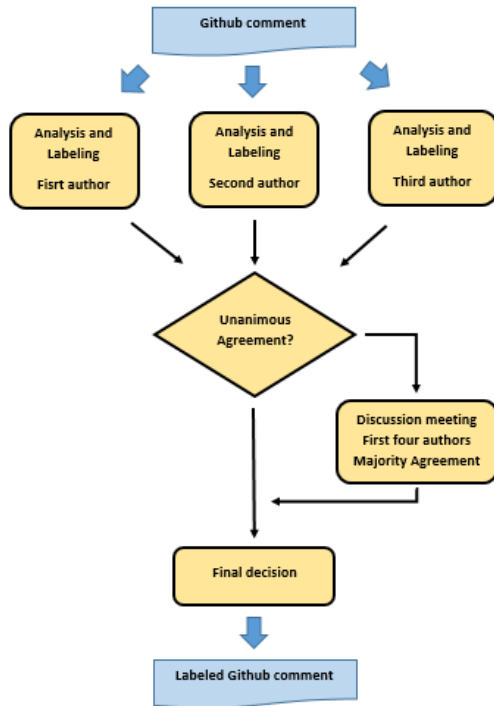 Github comment
Analysis and
Labeling
Fisrt author
Analysis and
Labeling
Second author
Analysis and
Labeling
Third author
Unanimous
Agreement?
Discussion meeting
First four authors
Majority Agreement
Final decision
Labeled Github comment